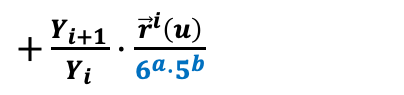 + Y_{i+1}/Y_i · r⃗^i(u)/6^a·5^b